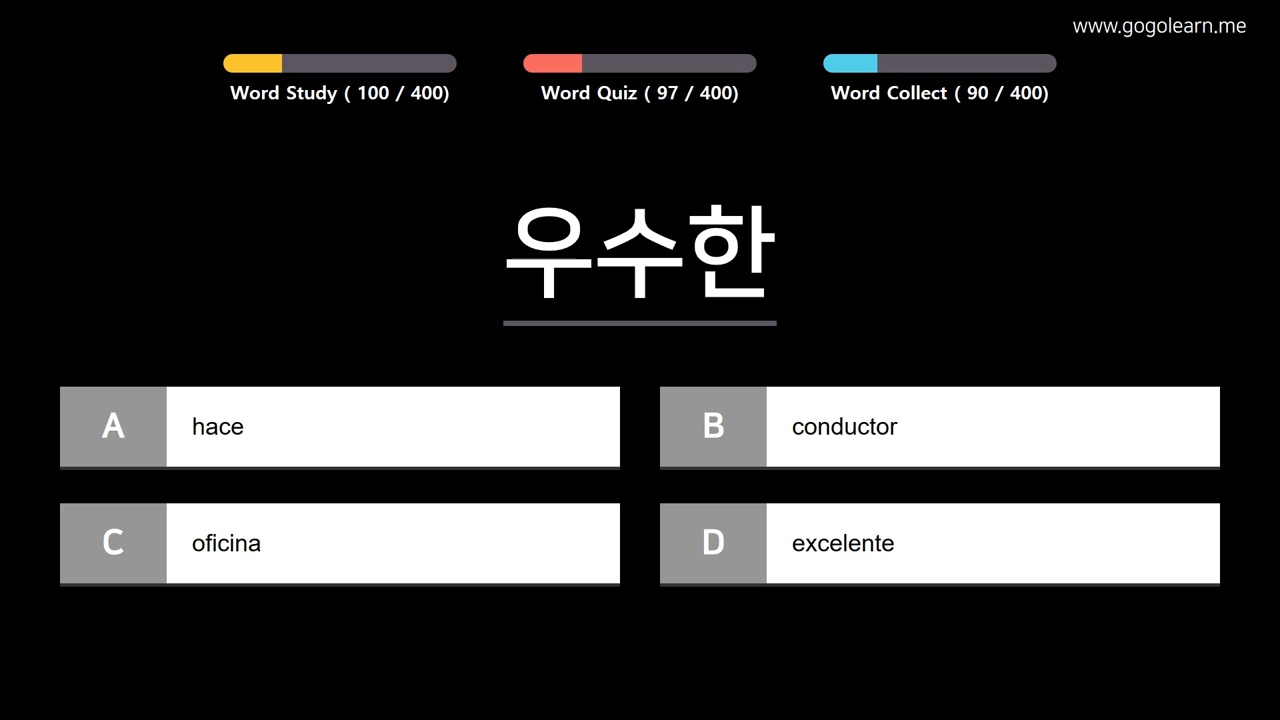 www.gogolearn.me
Word Study ( 100 / 400)
Word Quiz ( 97 / 400)
Word Collect ( 90 / 400)
우수한
A hace
B conductor
C oficina
D excelente